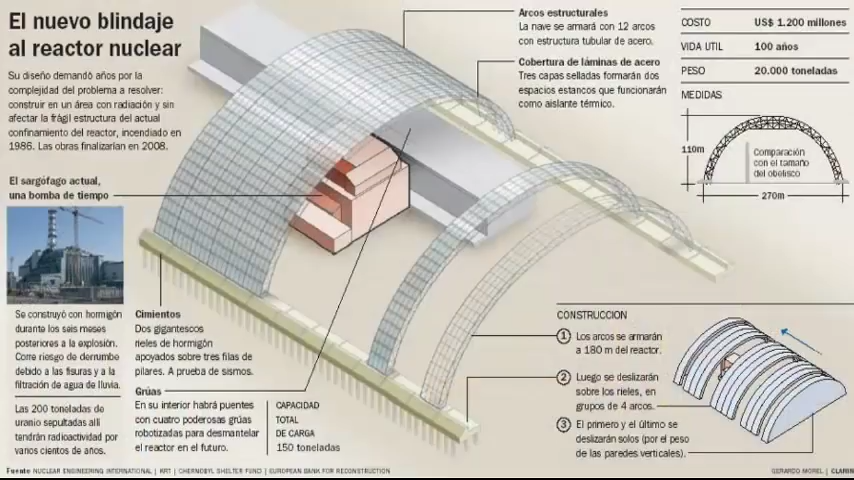 El nuevo blindaje
al reactor nuclear
Su diseño demandó años por la
complejidad del problema a resolver:
construir en un área con radiación y sin
afectar la frágil estructura del actual
confinamiento del reactor, incendiado en
1986. Las obras finalizarían en 2008.
El sargófago actual,
una bomba de tiempo
Se construyó con hormigón
durante los seis meses
posteriores a la explosión.
Corre riesgo de derrumbe
debido a las fisuras y a la
filtración de agua de lluvia.
Las 200 toneladas de
uranio sepultadas allí
tendrán radioactividad por
varios cientos de años.
Cimientos
Dos gigantescos
rieles de hormigón
apoyados sobre tres filas de
pilares. A prueba de sismos.
Grúas
En su interior habrá puentes
con cuatro poderosas grúas
robotizadas para desmantelar
el reactor en el futuro.
CAPACIDAD
TOTAL
DE CARGA
150 toneladas
Arcos estructurales
La nave se armará con 12 arcos
con estructura tubular de acero.
Cobertura de láminas de acero
Tres capas selladas formarán dos
espacios estancos que funcionarán
como aislante térmico.
COSTO US$ 1.200 millones
VIDA UTIL 100 años
PESO 20.000 toneladas
MEDIDAS
110m
Comparación
con el tamaño
del obelisco
270m
CONSTRUCCION
1 Los arcos se armarán
a 180 m del reactor.
2 Luego se deslizarán
sobre los rieles, en
grupos de 4 arcos.
3 El primero y el último se
deslizarán solos (por el peso
de las paredes verticales).
Fuente NUCLEAR ENGINEERING INTERNATIONAL | KRT | CHERNOBYL SHELTER FUND | EUROPEAN BANK FOR RECONSTRUCTION
GERARDO MOREL | CLARIN